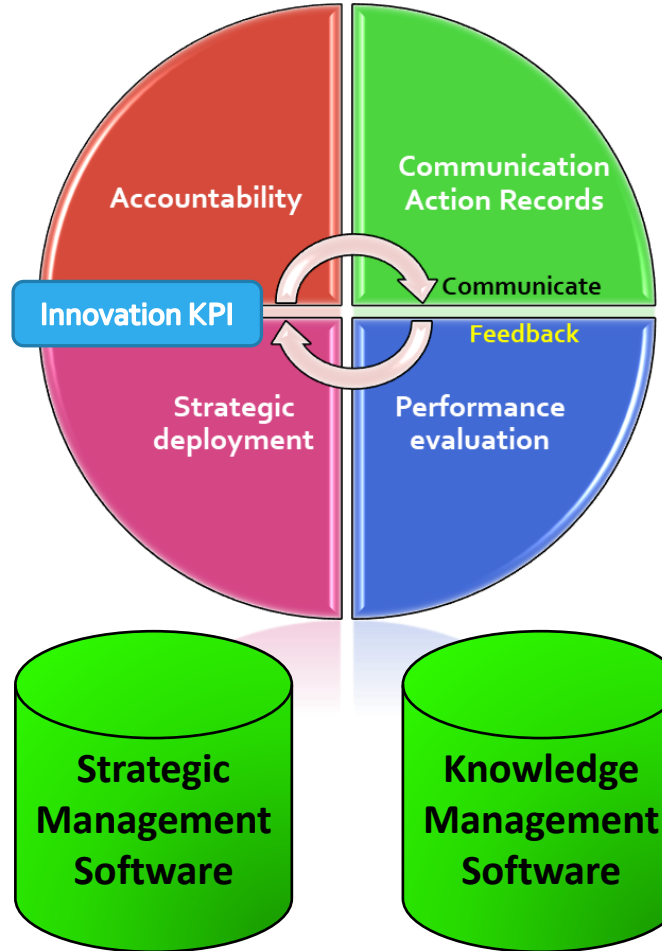 Accountability
Communication
Action Records
Communicate
Innovation KPI
Feedback
Strategic
deployment
Performance
evaluation
Strategic
Management
Software
Knowledge
Management
Software